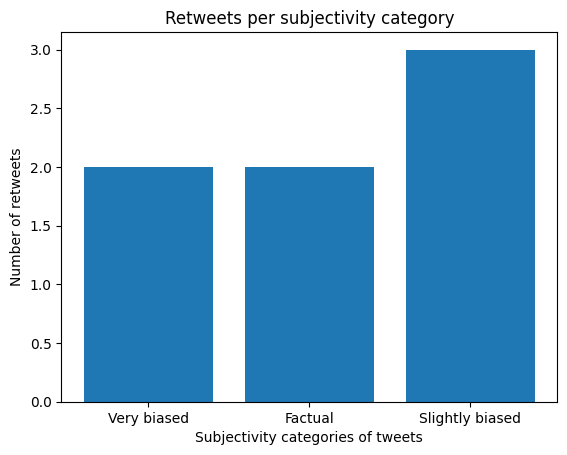 Retweets per subjectivity category
3.0
2.5
2.0
1.5
1.0
0.5
0.0
Number of retweets
Very biased Factual Slightly biased
Subjectivity categories of tweets